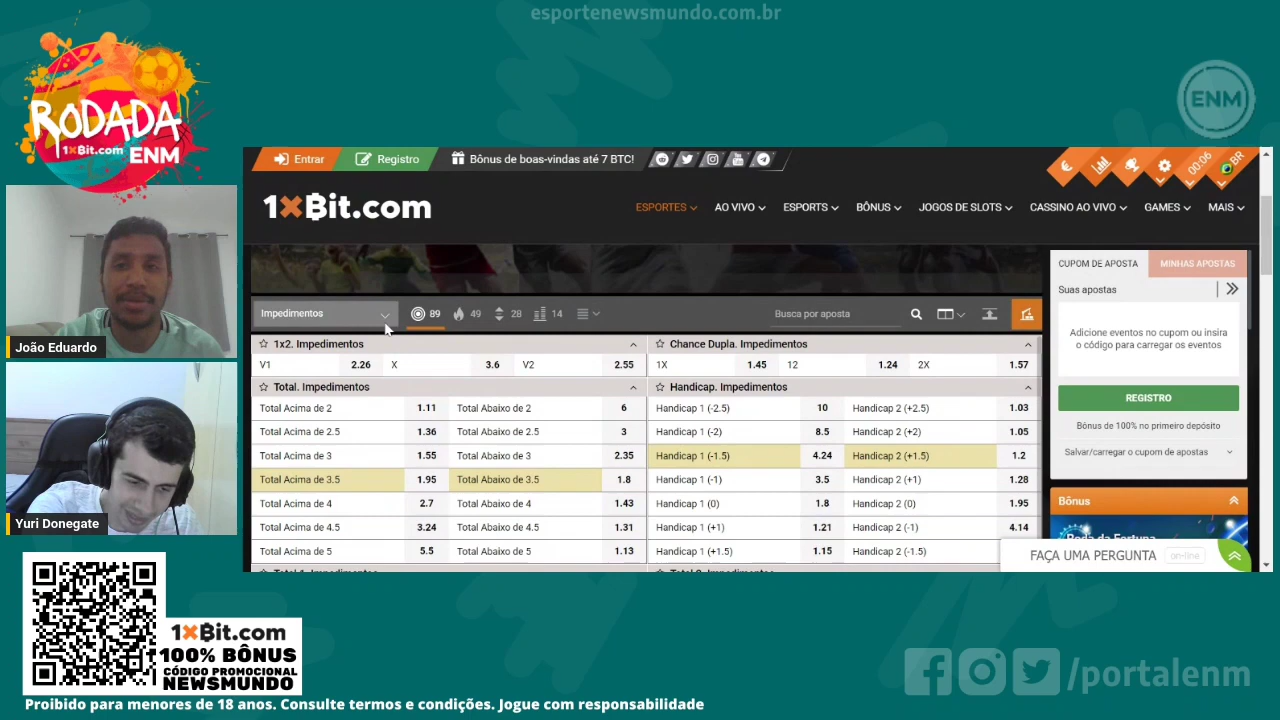 esportenewsmundo.com.br
RODADA
1×Bit.com
ENM
ENM
João Eduardo
Yuri Donegate
Entrar
Registro
Bônus de boas-vindas até 7 BTC!
00:06
BR
1×Bit.com
ESPORTES
AO VIVO
ESPORTS
BÔNUS
JOGOS DE SLOTS
CASSINO AO VIVO
GAMES
MAIS
Impedimentos
89
49
28
14
Busca por aposta
1x2. Impedimentos
V1 2.26 X 3.6 V2 2.55
Total. Impedimentos
Total Acima de 2 1.11 Total Abaixo de 2 6
Total Acima de 2.5 1.36 Total Abaixo de 2.5 3
Total Acima de 3 1.55 Total Abaixo de 3 2.35
Total Acima de 3.5 1.95 Total Abaixo de 3.5 1.8
Total Acima de 4 2.7 Total Abaixo de 4 1.43
Total Acima de 4.5 3.24 Total Abaixo de 4.5 1.31
Total Acima de 5 5.5 Total Abaixo de 5 1.13
Chance Dupla. Impedimentos
1X 1.45 12 1.24 2X 1.57
Handicap. Impedimentos
Handicap 1 (-2.5) 10 Handicap 2 (+2.5) 1.03
Handicap 1 (-2) 8.5 Handicap 2 (+2) 1.05
Handicap 1 (-1.5) 4.24 Handicap 2 (+1.5) 1.2
Handicap 1 (-1) 3.5 Handicap 2 (+1) 1.28
Handicap 1 (0) 1.8 Handicap 2 (0) 1.95
Handicap 1 (+1) 1.21 Handicap 2 (-1) 4.14
Handicap 1 (+1.5) 1.15 Handicap 2 (-1.5)
CUPOM DE APOSTA
MINHAS APOSTAS
Suas apostas
Adicione eventos no cupom ou insira
o código para carregar os eventos
REGISTRO
Bônus de 100% no primeiro depósito
Salvar/carregar o cupom de apostas
Bônus
Roda da Fortuna
FAÇA UMA PERGUNTA
on-line
1×Bit.com
100% BÔNUS
CÓDIGO PROMOCIONAL
NEWSMUNDO
/portalenm
Proibido para menores de 18 anos. Consulte termos e condições. Jogue com responsabilidade